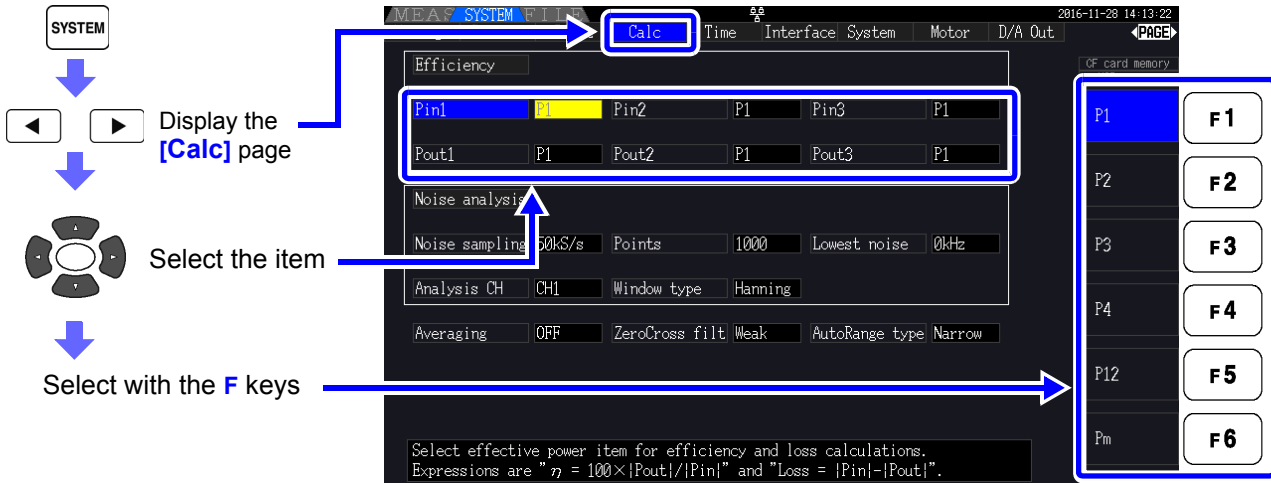 SYSTEM
Display the
[Calc] page
Select the item
Select with the F keys
MEAS SYSTEM FILE
2016-11-28 14:13:22
Calc Time Interface System Motor D/A Out
PAGE
CF card memory
Efficiency
Pin1 P1 Pin2 P1 Pin3 P1
Pout1 P1 Pout2 P1 Pout3 P1
Noise analysis
Noise sampling 50kS/s Points 1000 Lowest noise 0kHz
Analysis CH CH1 Window type Hanning
Averaging OFF ZeroCross filt Weak AutoRange type Narrow
Select effective power item for efficiency and loss calculations.
Expressions are "η = 100×|Pout|/|Pin|" and "Loss = |Pin|-|Pout|".
P1 F1
P2 F2
P3 F3
P4 F4
P12 F5
Pm F6